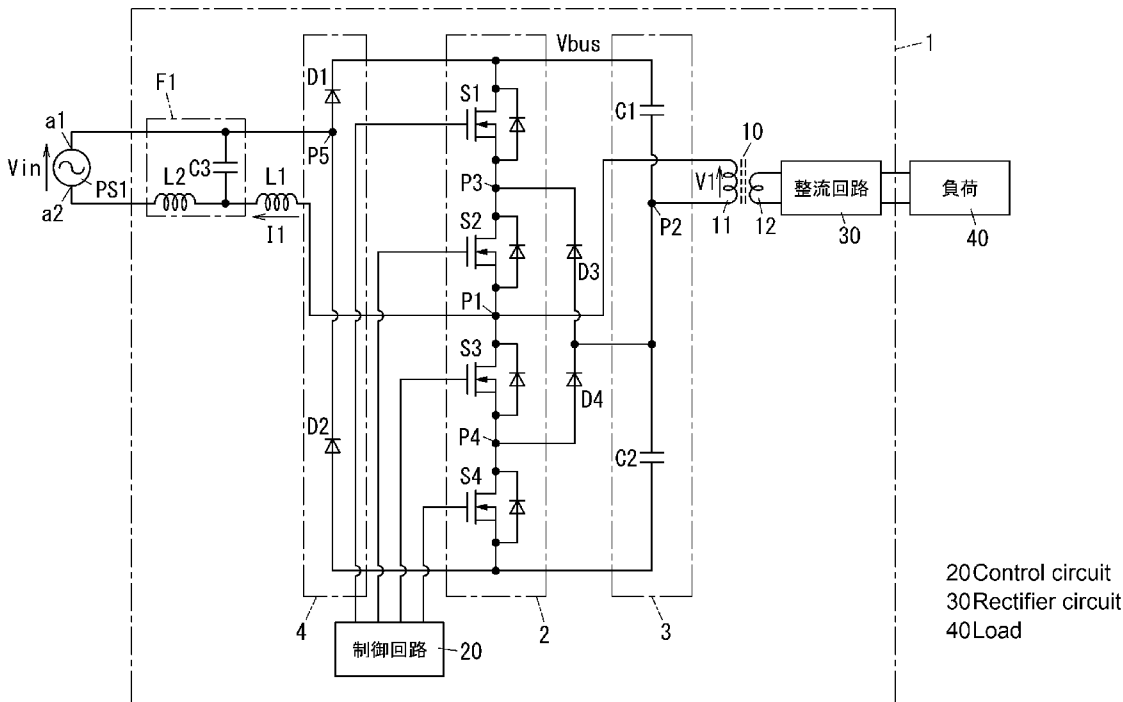 Vbus
1
D1
S1
F1
a1
C1
10
Vin
P5
C3
V1
PS1
L2
L1
P3
整流回路
負荷
a2
I1
P2
11
12
30
40
S2
D3
P1
S3
D4
D2
P4
C2
S4
4
2
3
制御回路
20
20Control circuit
30Rectifier circuit
40Load